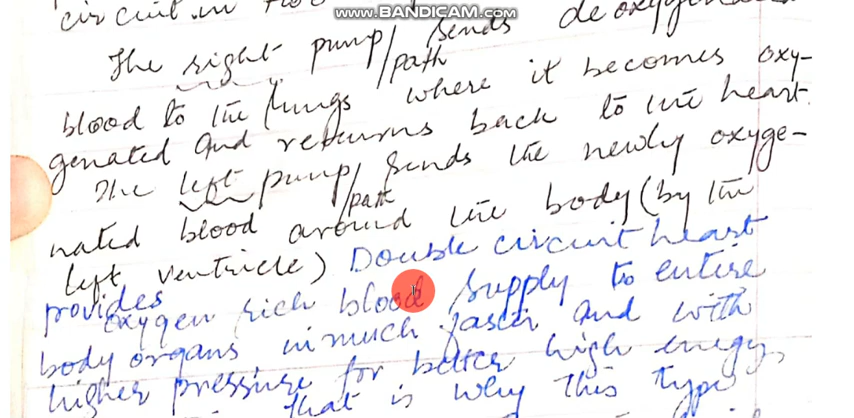 www.BANDICAM.com
circuit in two
The right pump/path sends deoxygenated
blood to the lungs where it becomes oxy-
genated and returns back to the heart.
The left pump/path sends the newly oxyge-
nated blood around the body (by the
left ventricle) Double circuit heart
provides oxygen rich blood supply to entire
body organs in much faster and with
higher pressure for better high energy,
That is why this type